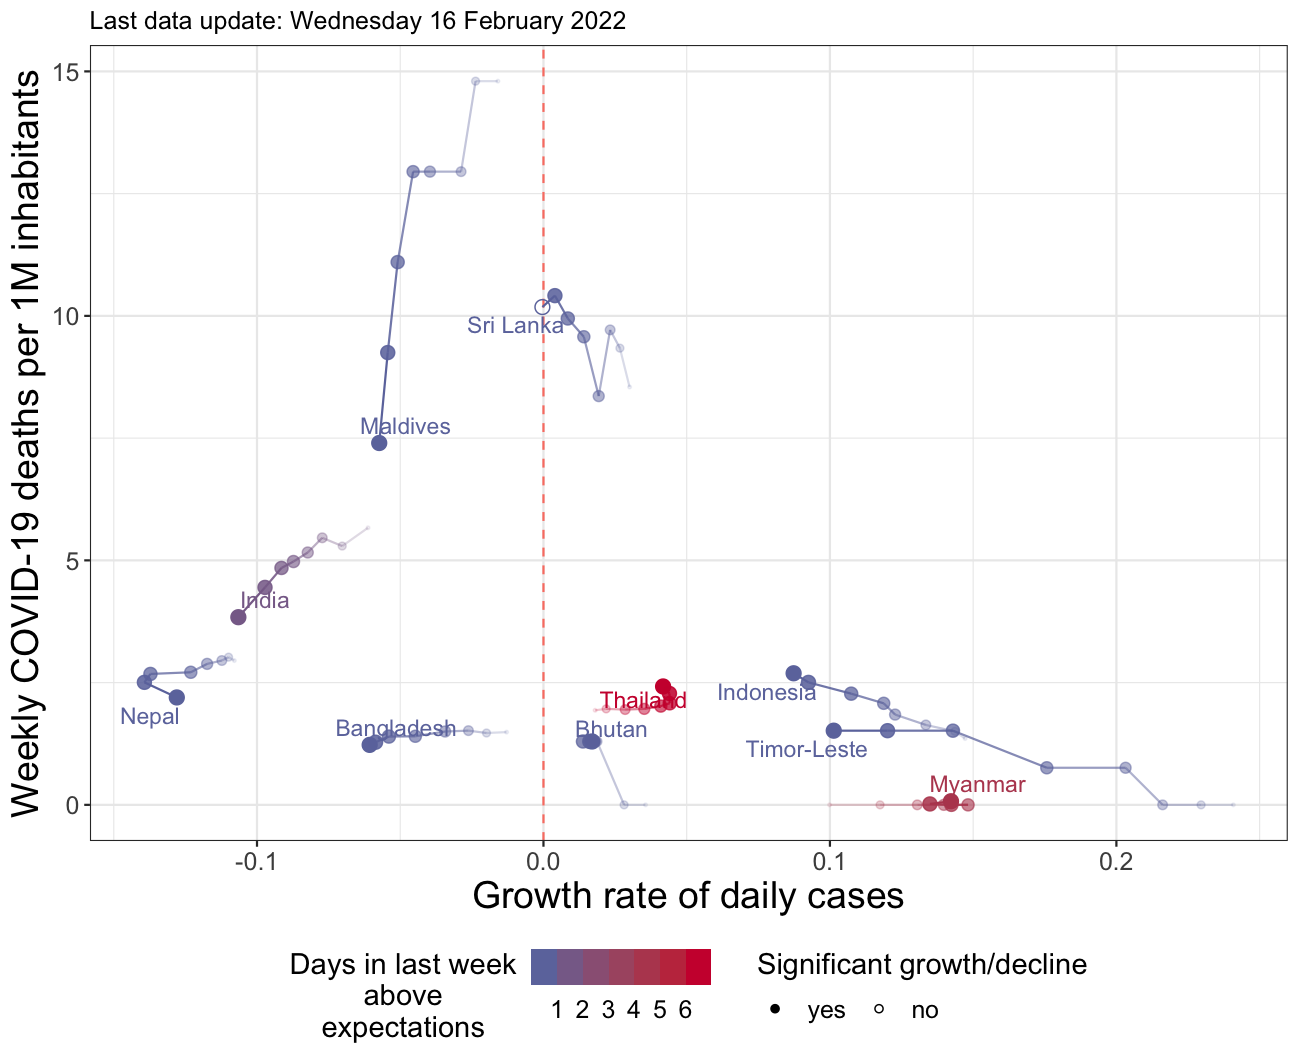 Last data update: Wednesday 16 February 2022
Weekly COVID-19 deaths per 1M inhabitants
15
10
5
0
Maldives
Sri Lanka
India
Nepal
Bangladesh
Thailand
Bhutan
Indonesia
Timor-Leste
Myanmar
-0.1 0.0 0.1 0.2
Growth rate of daily cases
Days in last week
above
expectations
1 2 3 4 5 6
Significant growth/decline
yes no